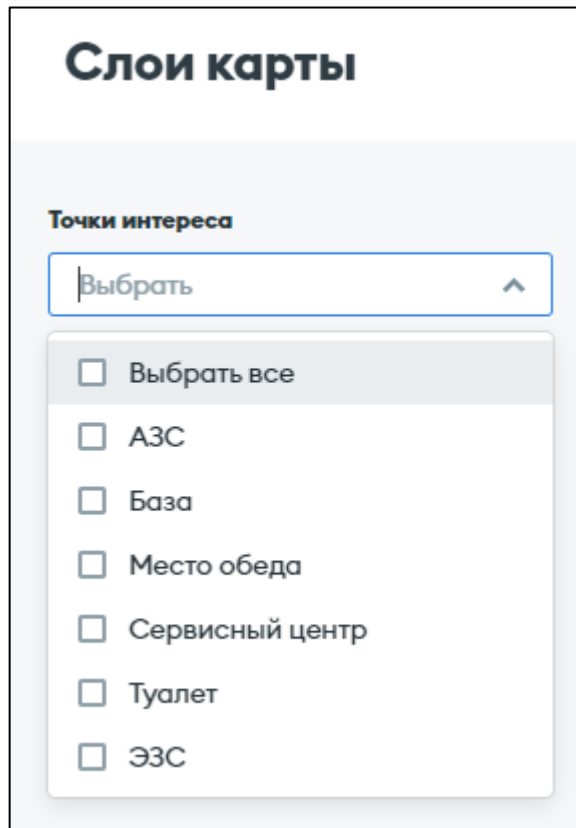 Слои карты
Точки интереса
Выбрать
Выбрать все
АЗС
База
Место обеда
Сервисный центр
Туалет
ЭЗС